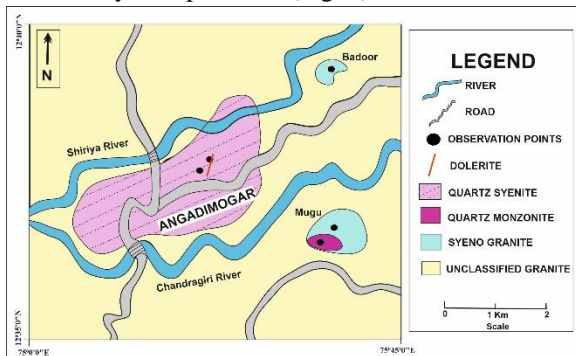 12°40'0"N
N
Badoor
Shiriya River
ANGADIMOGAR
Mugu
Chandragiri River
12°35'0"N
75°0'0"E
75°45'0"E
LEGEND
RIVER
ROAD
OBSERVATION POINTS
DOLERITE
QUARTZ SYENITE
QUARTZ MONZONITE
SYENO GRANITE
UNCLASSIFIED GRANITE
0 1 Km 2
Scale